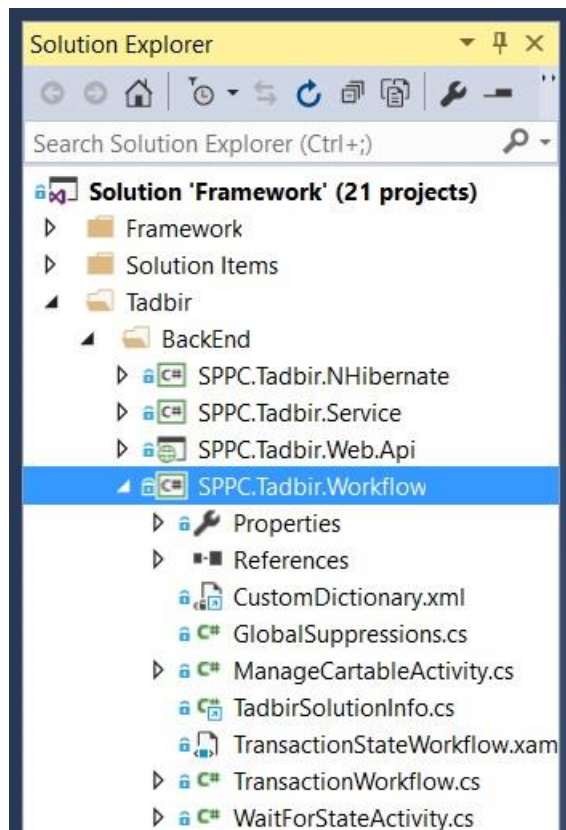 Solution Explorer
Search Solution Explorer (Ctrl+;)
Solution 'Framework' (21 projects)
Framework
Solution Items
Tadbir
BackEnd
C# SPPC.Tadbir.NHibernate
C# SPPC.Tadbir.Service
SPPC.Tadbir.Web.Api
C# SPPC.Tadbir.Workflow
Properties
References
CustomDictionary.xml
C# GlobalSuppressions.cs
C# ManageCartableActivity.cs
C# TadbirSolutionInfo.cs
TransactionStateWorkflow.xam
C# TransactionWorkflow.cs
C# WaitForStateActivity.cs